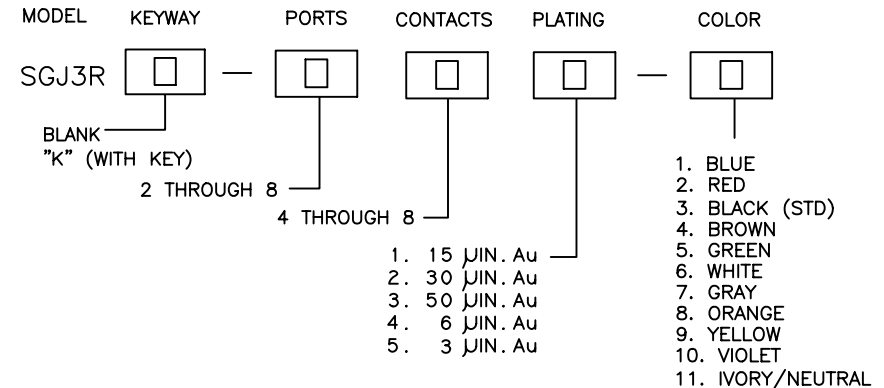 MODEL KEYWAY PORTS CONTACTS PLATING COLOR
SGJ3R — —
BLANK
"K" (WITH KEY)
2 THROUGH 8
4 THROUGH 8
1. 15 µIN.Au
2. 30 µIN.Au
3. 50 µIN.Au
4. 6 µIN.Au
5. 3 µIN.Au
1. BLUE
2. RED
3. BLACK (STD)
4. BROWN
5. GREEN
6. WHITE
7. GRAY
8. ORANGE
9. YELLOW
10. VIOLET
11. IVORY/NEUTRAL